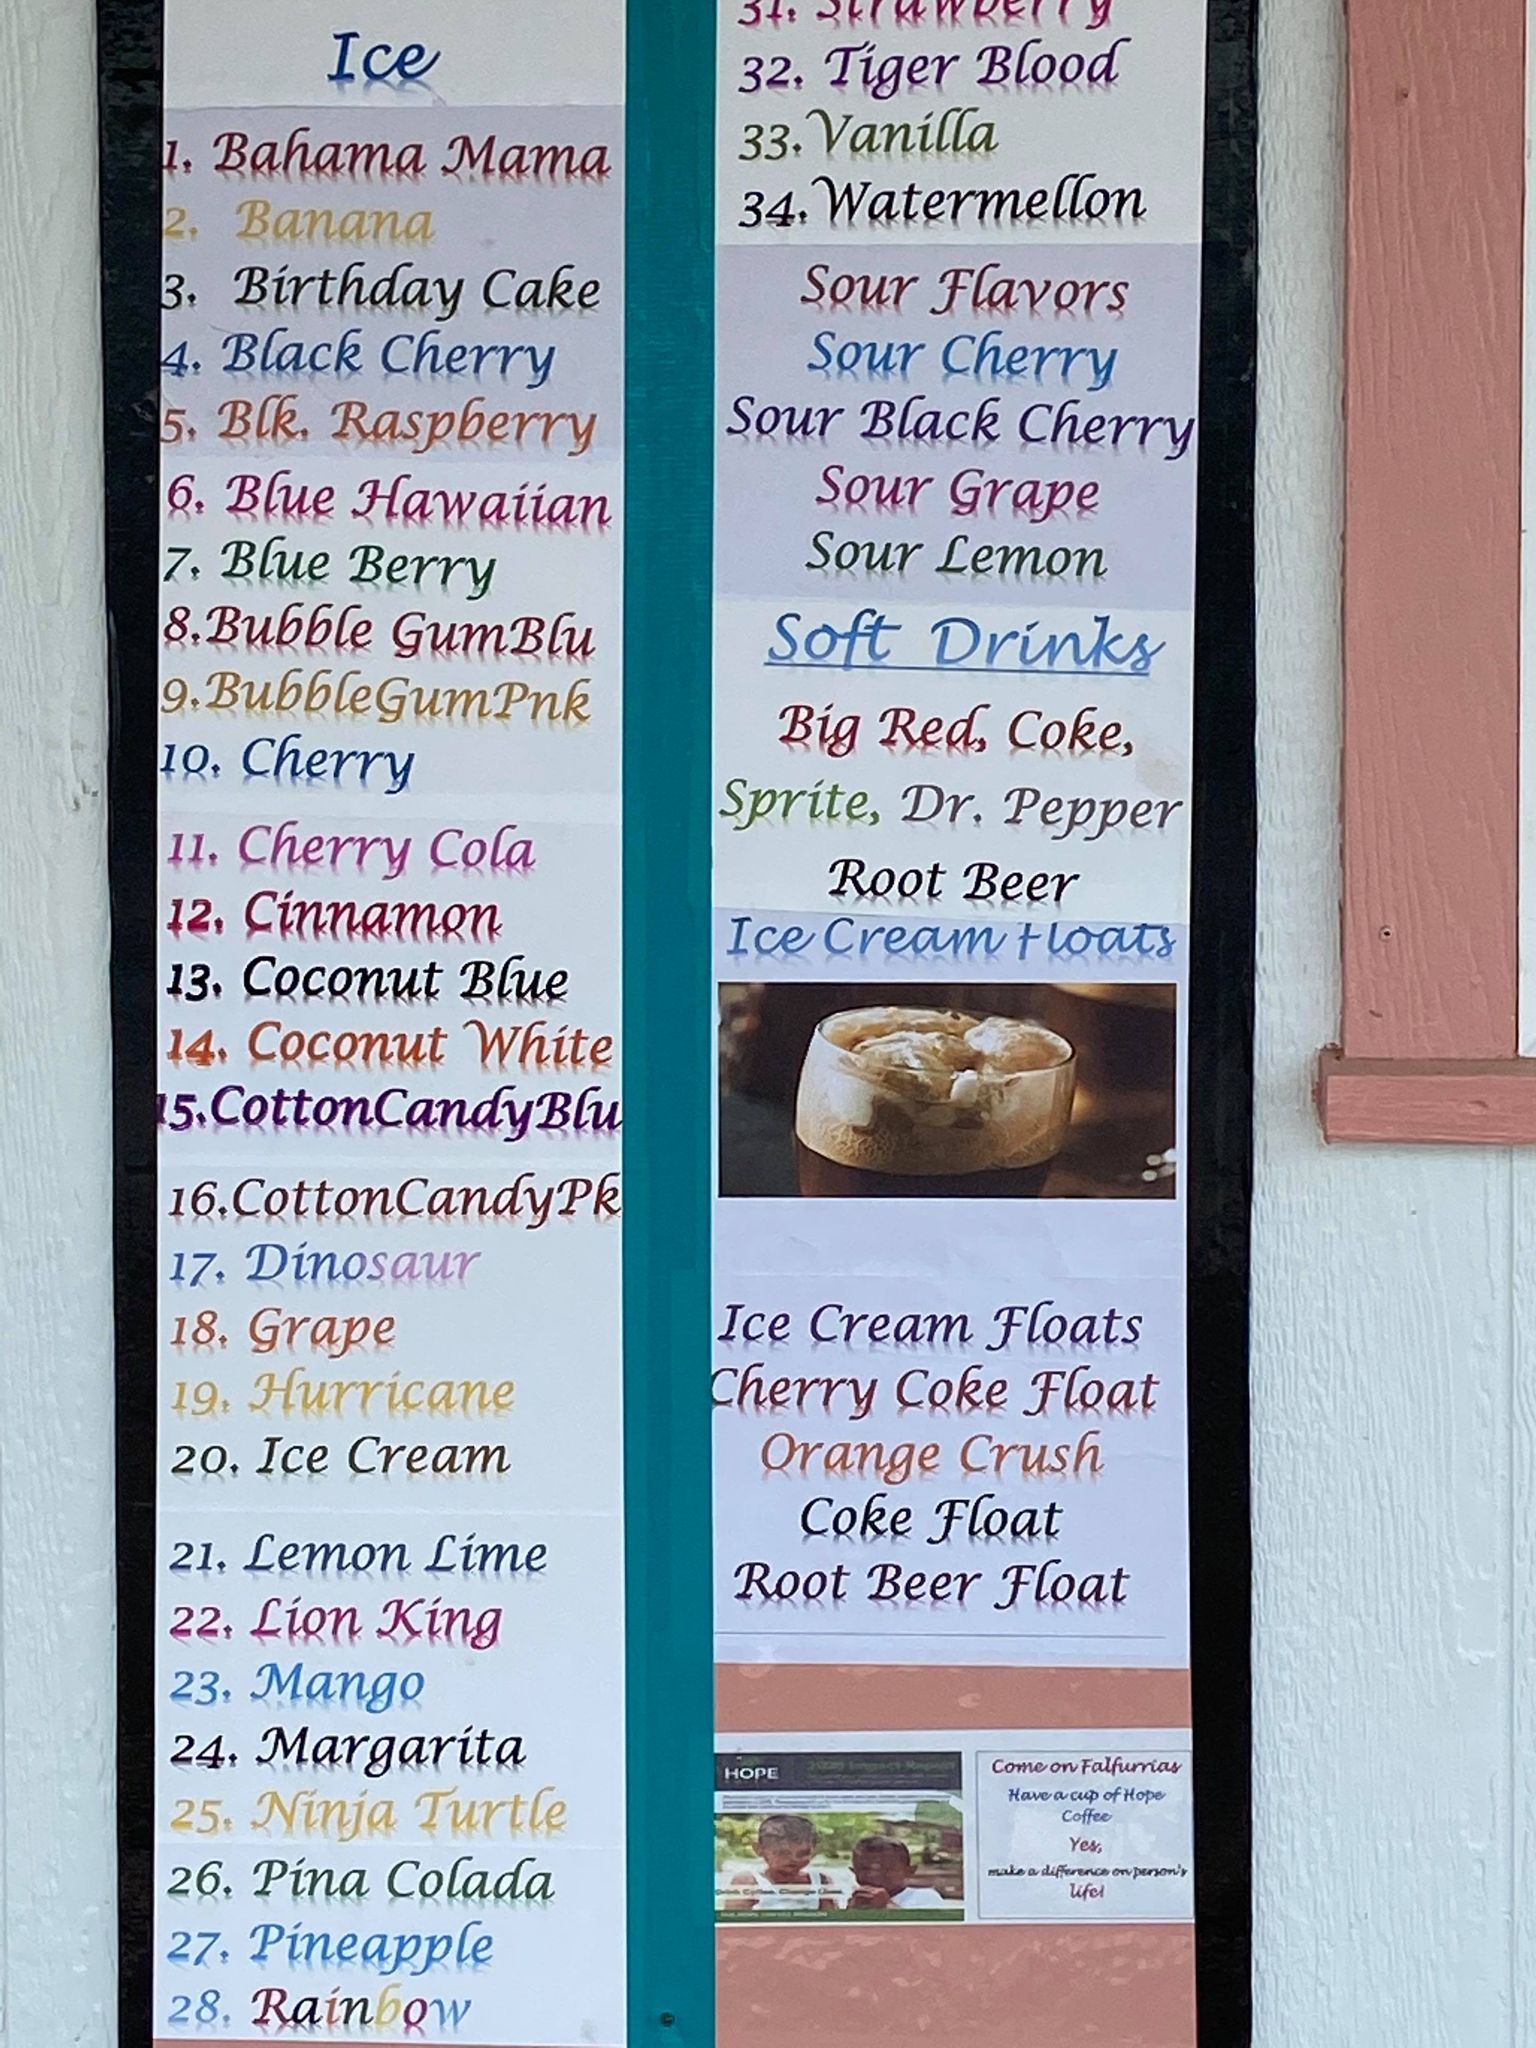 Ice
1. Bahama Mama
2. Banana
3. Birthday Cake
4. Black Cherry
5. Blk. Raspberry
6. Blue Hawaiian
7. Blue Berry
8.Bubble GumBlu
9.BubbleGumPnk
10. Cherry
11. Cherry Cola
12. Cinnamon
13. Coconut Blue
14. Coconut White
15.CottonCandyBlu
16.CottonCandyPk
17. Dinosaur
18. Grape
19. Hurricane
20. Ice Cream
21. Lemon Lime
22. Lion King
23. Mango
24. Margarita
25. Ninja Turtle
26. Pina Colada
27. Pineapple
28. Rainbow
31. Strawberry
32. Tiger Blood
33. Vanilla
34. Watermellon
Sour Flavors
Sour Cherry
Sour Black Cherry
Sour Grape
Sour Lemon
Soft Drinks
Big Red, Coke,
Sprite, Dr. Pepper
Root Beer
Ice Cream Floats
Ice Cream Floats
Cherry Coke Float
Orange Crush
Coke Float
Root Beer Float
HOPE
Come on Falfurrias
Have a cup of Hope
Coffee
Yes,
make a difference on person's
life!